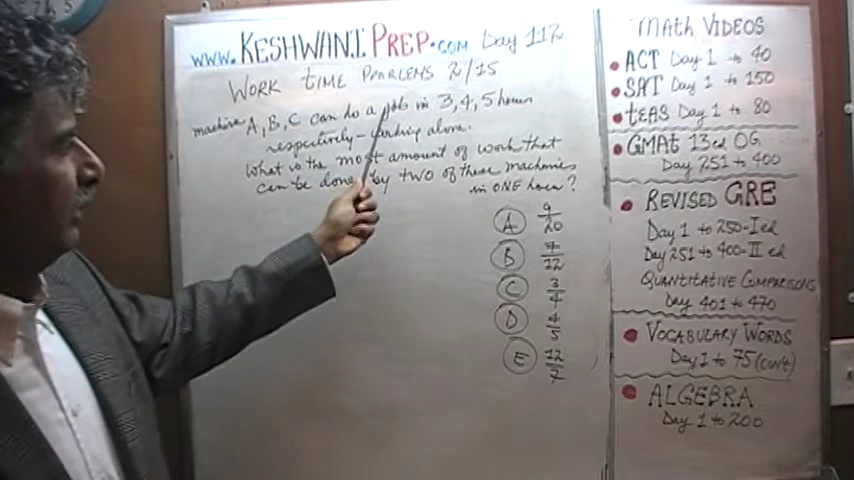 www.KESHWANIPREP.COM Day 112
WORK TIME PROBLEMS 2/15
machine A, B, C can do a job in 3, 4, 5 hours
respectively - working alone.
What is the most amount of work that
can be done by TWO of these machines
in ONE hour?
A 9/20
B 7/12
C 3/4
D 4/5
E 12/7
MATH VIDEOS
ACT Day 1 to 40
SAT Day 1 to 150
TEAS Day 1 to 80
GMAT 13 ed OG
Day 251 to 400
REVISED GRE
Day 1 to 250-I ed
Day 251 to 400-II ed
QUANTITATIVE COMPARISONS
Day 401 to 470
VOCABULARY WORDS
Day 1 to 75 (cont)
ALGEBRA
Day 1 to 200